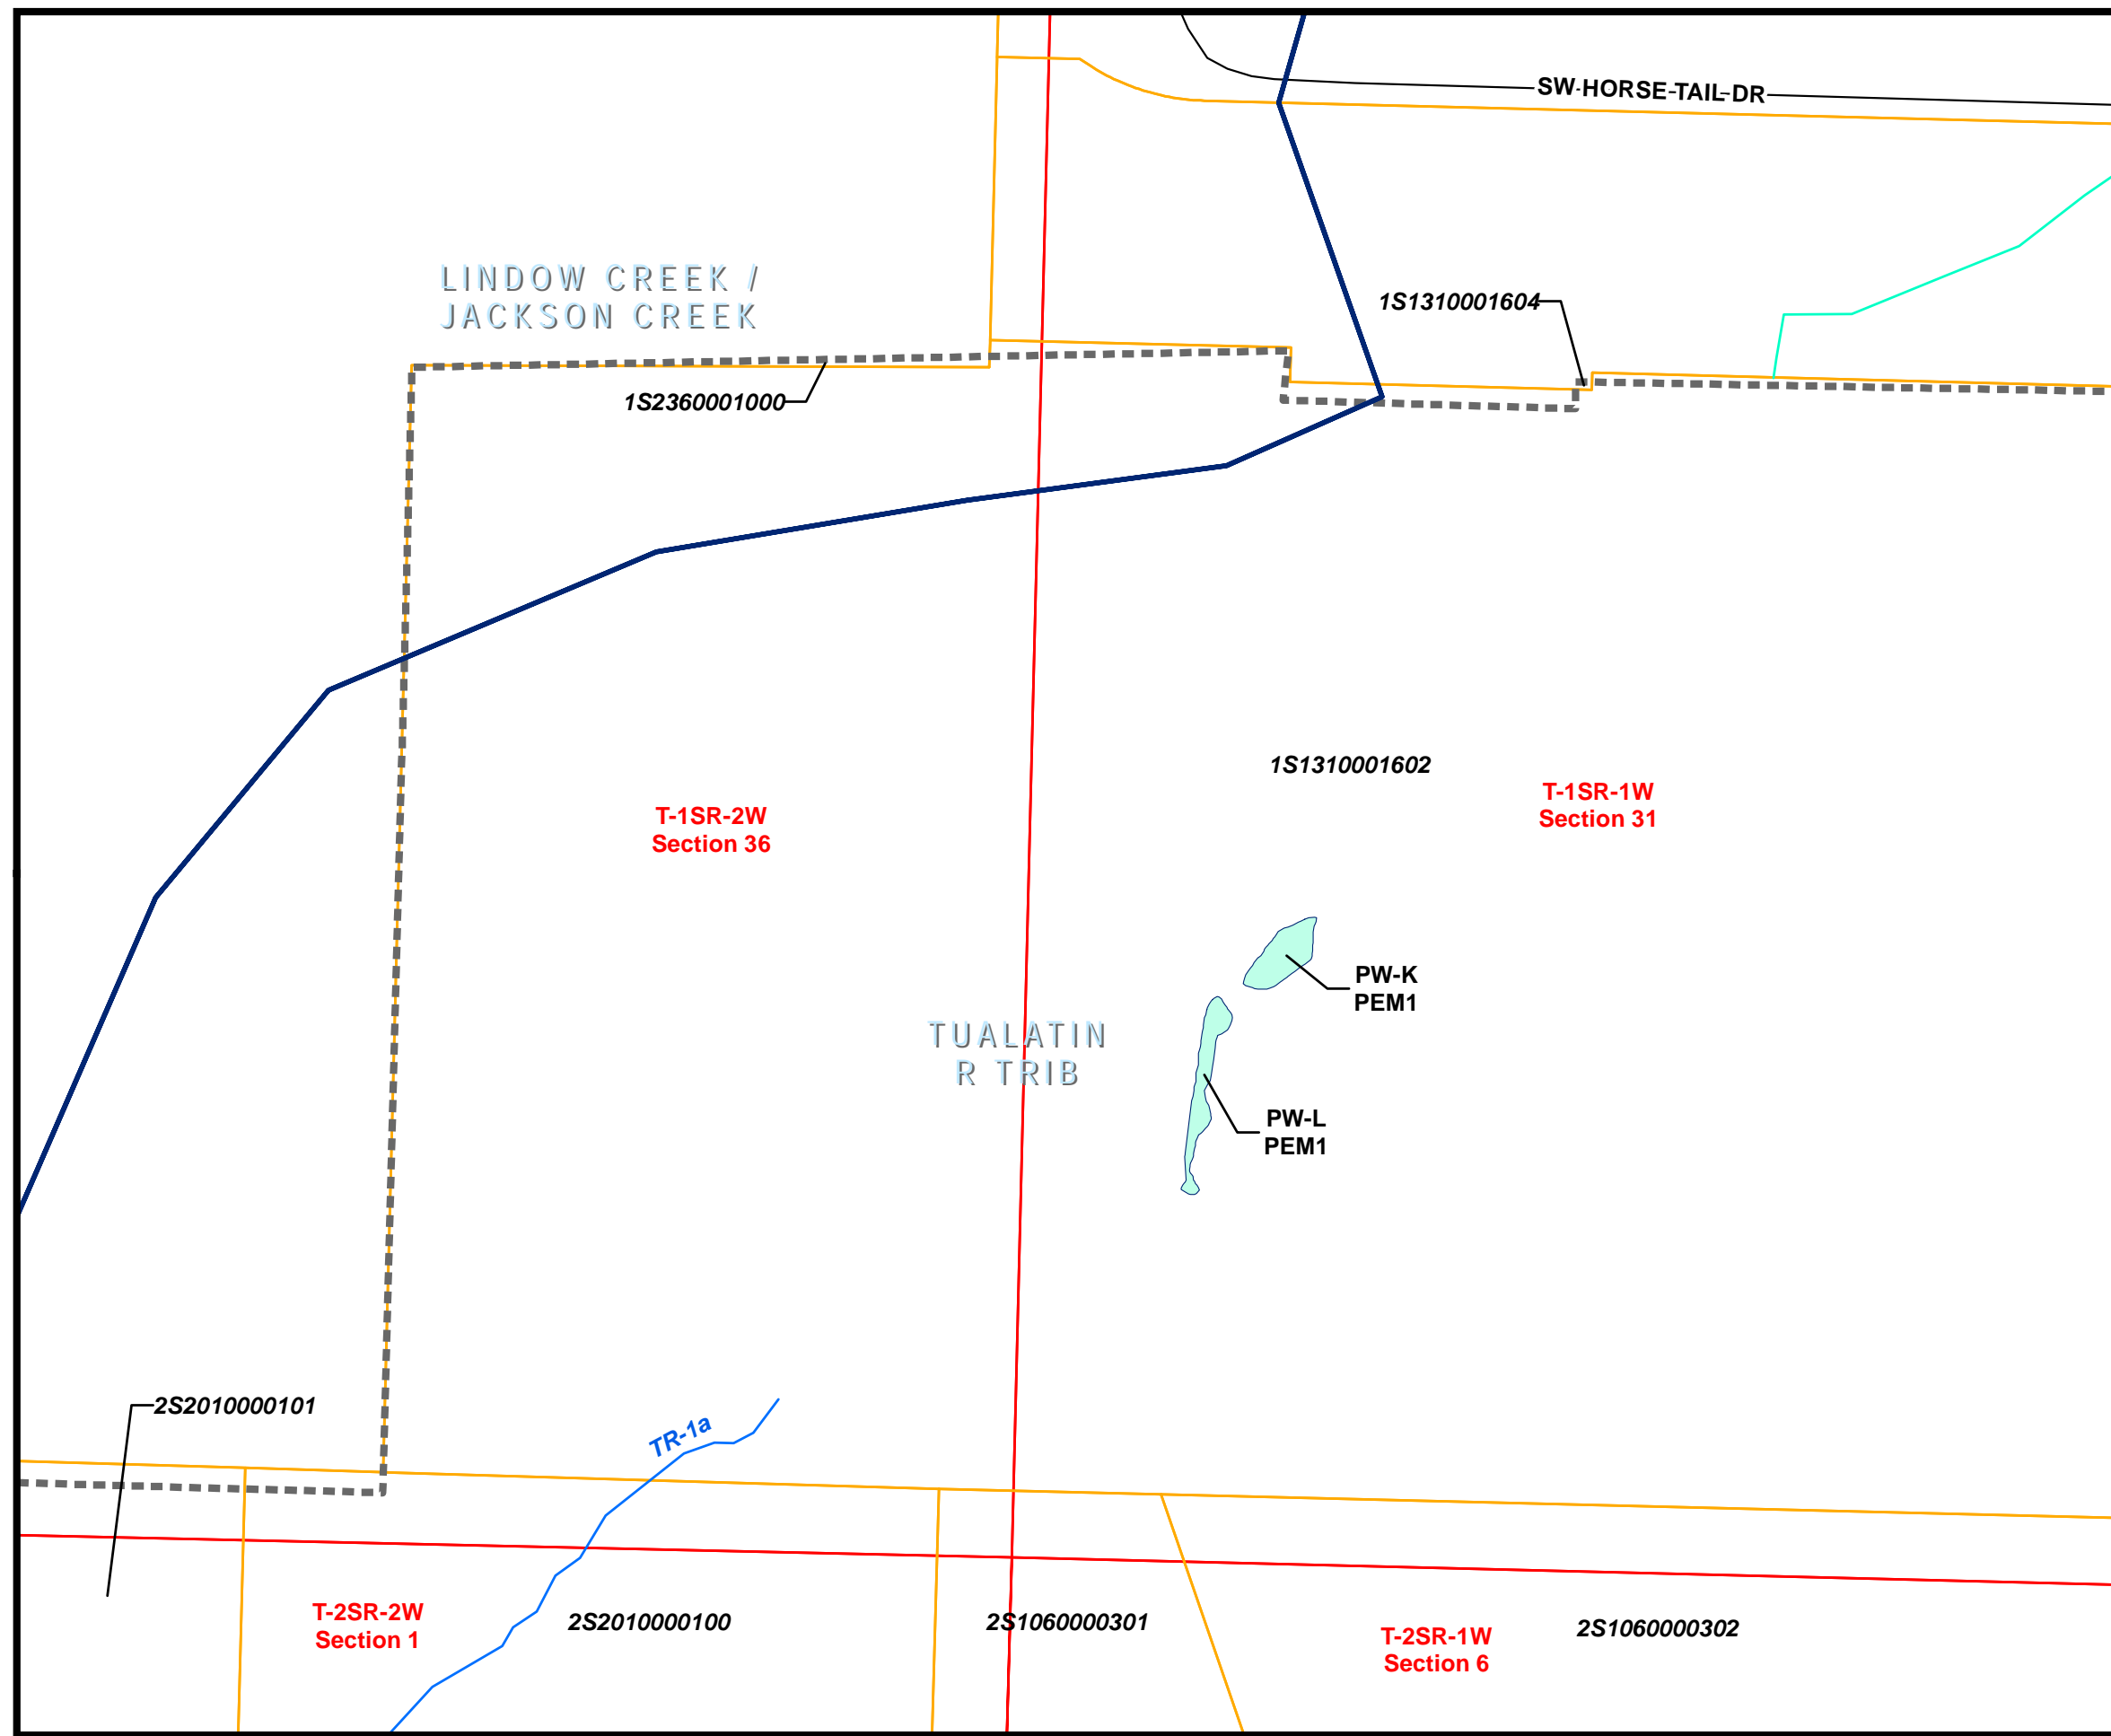 SW HORSE TAIL DR
LINDOW CREEK /
JACKSON CREEK
1S1310001604
1S2360001000
1S1310001602
T-1SR-1W
Section 31
T-1SR-2W
Section 36
PW-K
PEM1
TUALATIN
R TRIB
PW-L
PEM1
2S2010000101
TR-1a
T-2SR-2W
Section 1
2S2010000100
2S1060000301
2S1060000302
T-2SR-1W
Section 6